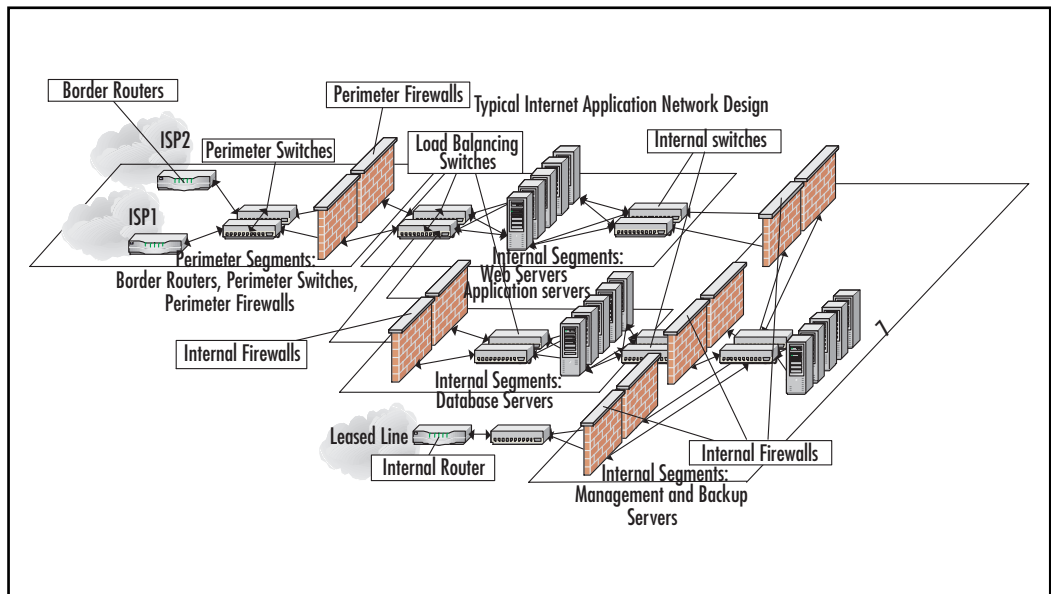 Border Routers
Perimeter Firewalls
Typical Internet Application Network Design
ISP2
Perimeter Switches
Load Balancing
Switches
Internal switches
ISP1
Perimeter Segments:
Border Routers, Perimeter Switches,
Perimeter Firewalls
Internal Segments:
Web Servers
Application servers
Internal Firewalls
Internal Segments:
Database Servers
Leased Line
Internal Router
Internal Firewalls
Internal Segments:
Management and Backup
Servers